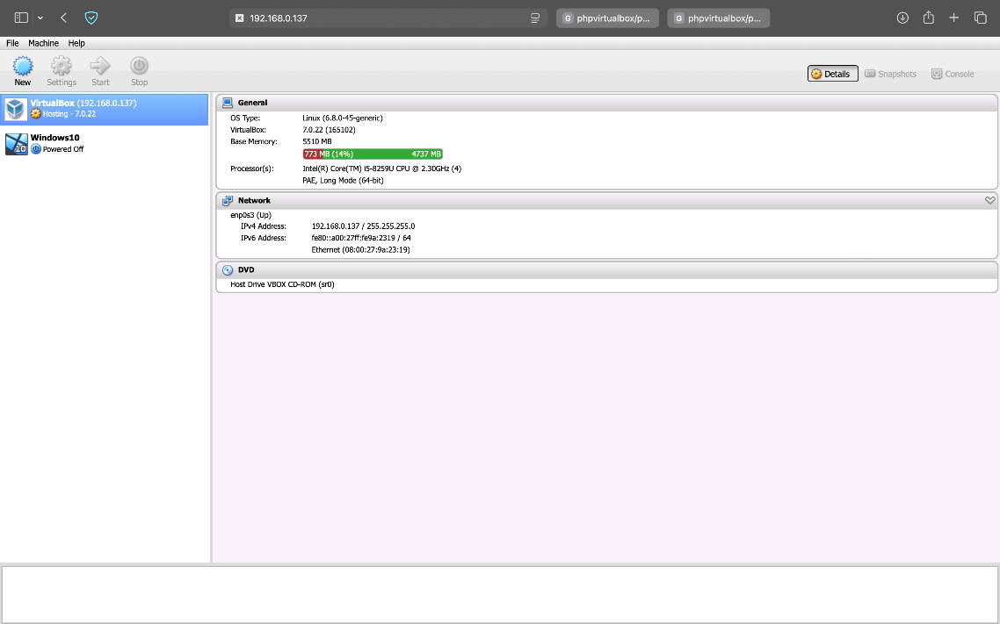 192.168.0.137
G phpvirtualbox/p...
G phpvirtualbox/p...
File Machine Help
New Settings Start Stop
Details Snapshots Console
VirtualBox (192.168.0.137)
Hosting - 7.0.22
10 Windows10
Powered Off
General
OS Type: Linux (6.8.0-45-generic)
VirtualBox: 7.0.22 (165102)
Base Memory: 5510 MB
773 MB (14%) 4737 MB
Processor(s): Intel(R) Core(TM) i5-8259U CPU @ 2.30GHz (4)
PAE, Long Mode (64-bit)
Network
enp0s3 (Up)
IPv4 Address: 192.168.0.137 / 255.255.255.0
IPv6 Address: fe80::a00:27ff:fe9a:2319 / 64
Ethernet (08:00:27:9a:23:19)
DVD
Host Drive VBOX CD-ROM (sr0)